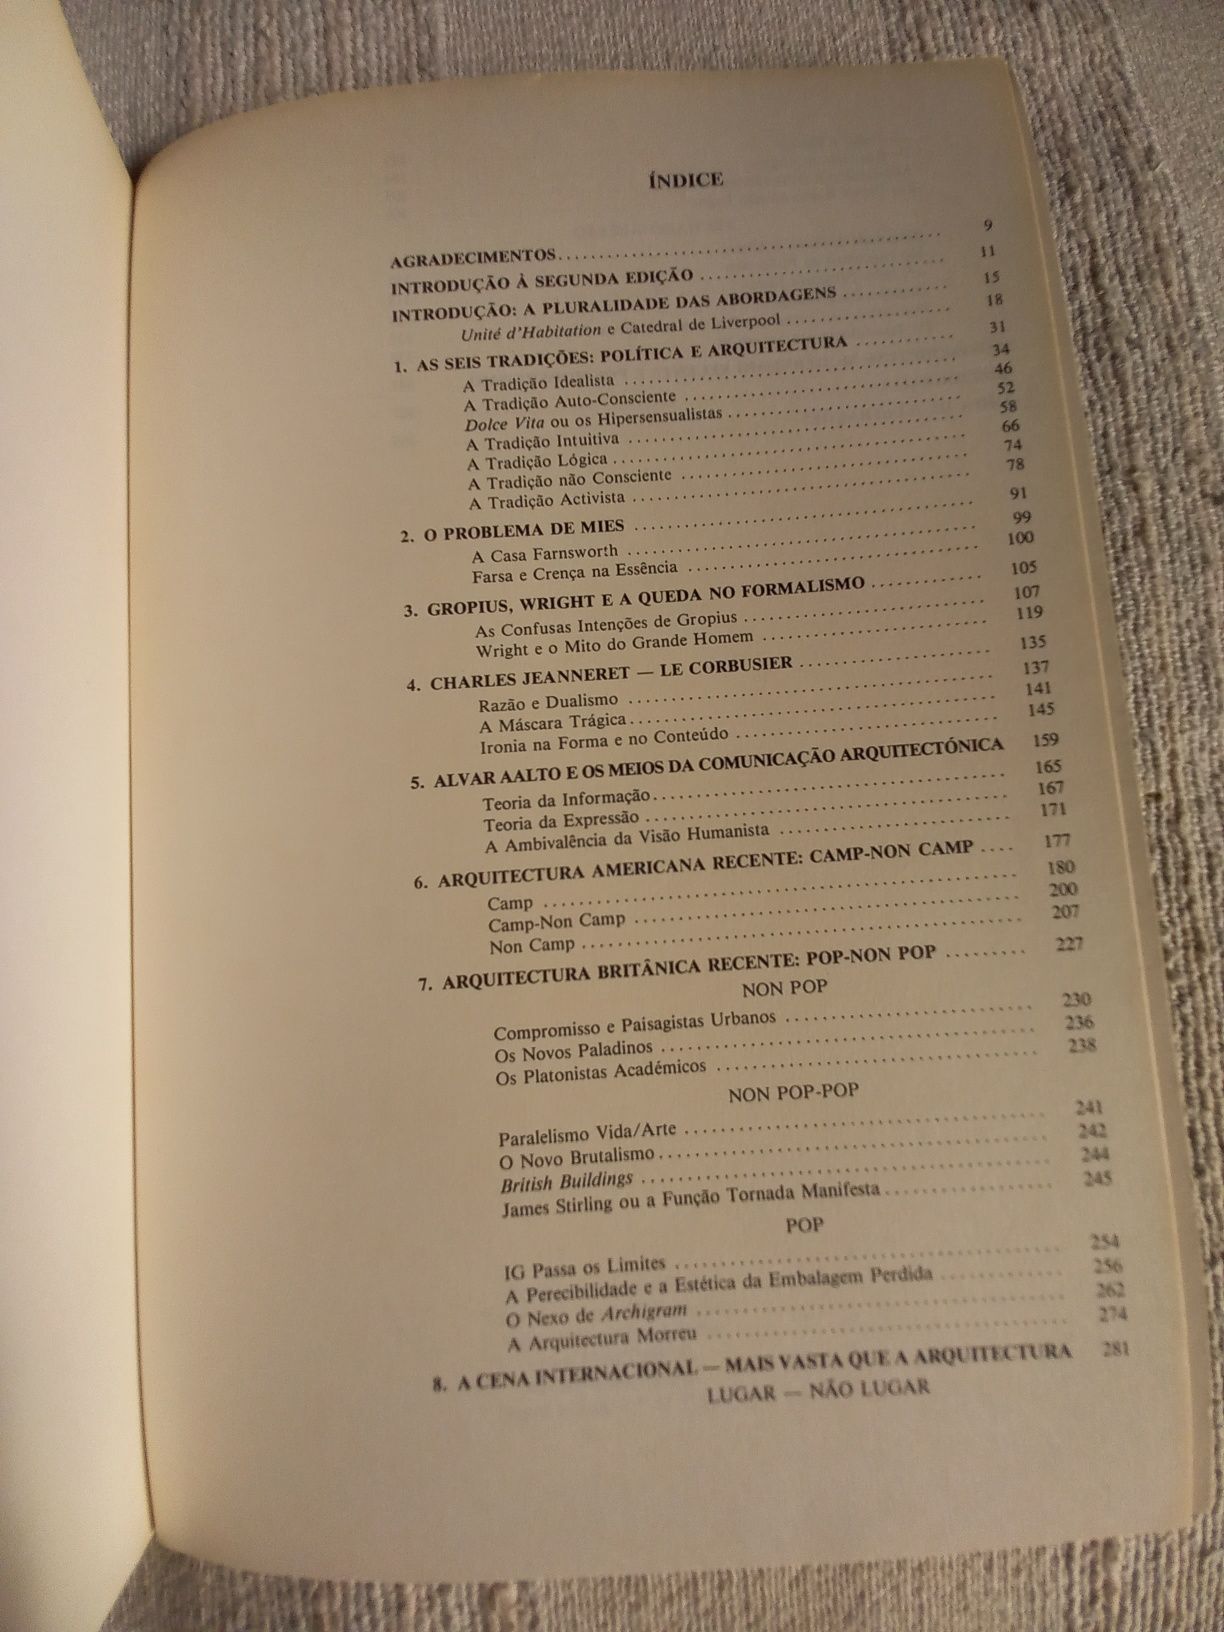 ÍNDICE
AGRADECIMENTOS 9
INTRODUÇÃO À SEGUNDA EDIÇÃO 11
INTRODUÇÃO: A PLURALIDADE DAS ABORDAGENS 15
Unité d'Habitation e Catedral de Liverpool 18
1. AS SEIS TRADIÇÕES: POLÍTICA E ARQUITECTURA 31
A Tradição Idealista 34
A Tradição Auto-Consciente 46
Dolce Vita ou os Hipersensualistas 52
A Tradição Intuitiva 58
A Tradição Lógica 66
A Tradição não Consciente 74
A Tradição Activista 78
2. O PROBLEMA DE MIES 91
A Casa Farnsworth 99
Farsa e Crença na Essência 100
3. GROPIUS, WRIGHT E A QUEDA NO FORMALISMO 105
As Confusas Intenções de Gropius 107
Wright e o Mito do Grande Homem 119
4. CHARLES JEANNERET — LE CORBUSIER 135
Razão e Dualismo 137
A Máscara Trágica 141
Ironia na Forma e no Conteúdo 145
5. ALVAR AALTO E OS MEIOS DA COMUNICAÇÃO ARQUITECTÓNICA 159
Teoria da Informação 165
Teoria da Expressão 167
A Ambivalência da Visão Humanista 171
6. ARQUITECTURA AMERICANA RECENTE: CAMP-NON CAMP 177
Camp 180
Camp-Non Camp 200
Non Camp 207
7. ARQUITECTURA BRITÂNICA RECENTE: POP-NON POP 227
NON POP
Compromisso e Paisagistas Urbanos 230
Os Novos Paladinos 236
Os Platonistas Académicos 238
NON POP-POP
Paralelismo Vida/Arte 241
O Novo Brutalismo 242
British Buildings 244
James Stirling ou a Função Tornada Manifesta 245
POP
IG Passa os Limites 254
A Perecibilidade e a Estética da Embalagem Perdida 256
O Nexo de Archigram 262
A Arquitectura Morreu 274
8. A CENA INTERNACIONAL — MAIS VASTA QUE A ARQUITECTURA 281
LUGAR — NÃO LUGAR